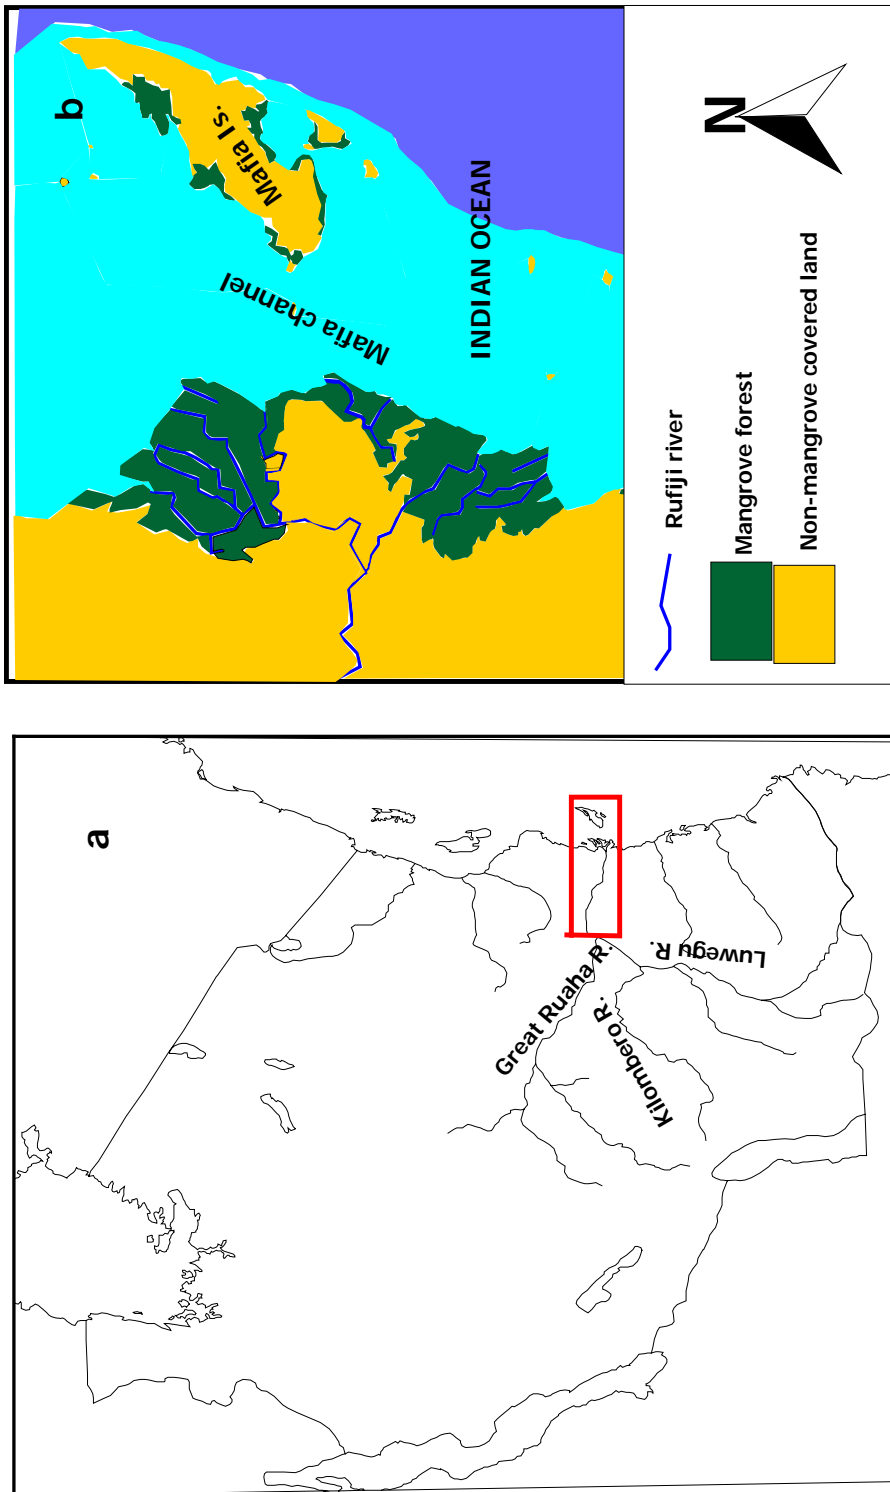 b
Mafia Is.
Mafia channel
INDIAN OCEAN
N
Rufiji river
Mangrove forest
Non-mangrove covered land
a
Great Ruaha R.
Kilombero R.
Luwegu R.